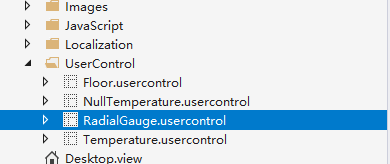 Images
JavaScript
Localization
UserControl
Floor.usercontrol
NullTemperature.usercontrol
RadialGauge.usercontrol
Temperature.usercontrol
Desktop.view